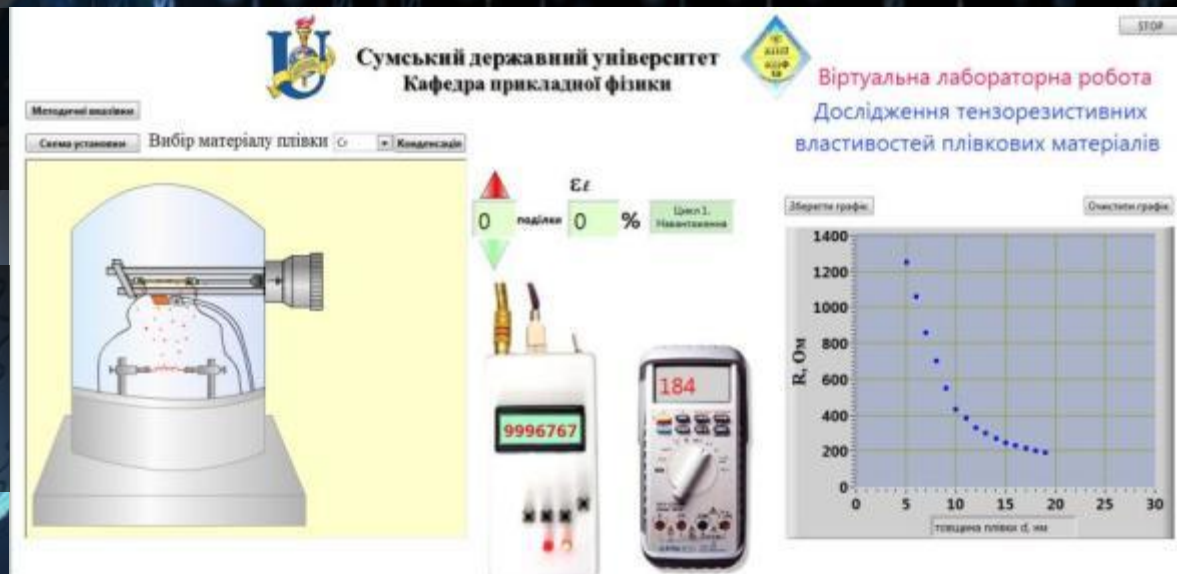 STOP
Сумський державний університет
Кафедра прикладної фізики
Віртуальна лабораторна робота
Дослідження тензорезистивних
властивостей плівкових матеріалів
Методичні вказівки
Схема установки
Вибір матеріалу плівки
Cr
Конденсація
εℓ
0 поділки 0 %
Цикл 1.
Навантаження
Зберегти графік
Очистити графік
184
9996767
R, Ом
1400
1200
1000
800
600
400
200
0
0 5 10 15 20 25 30
товщина плівки d, нм